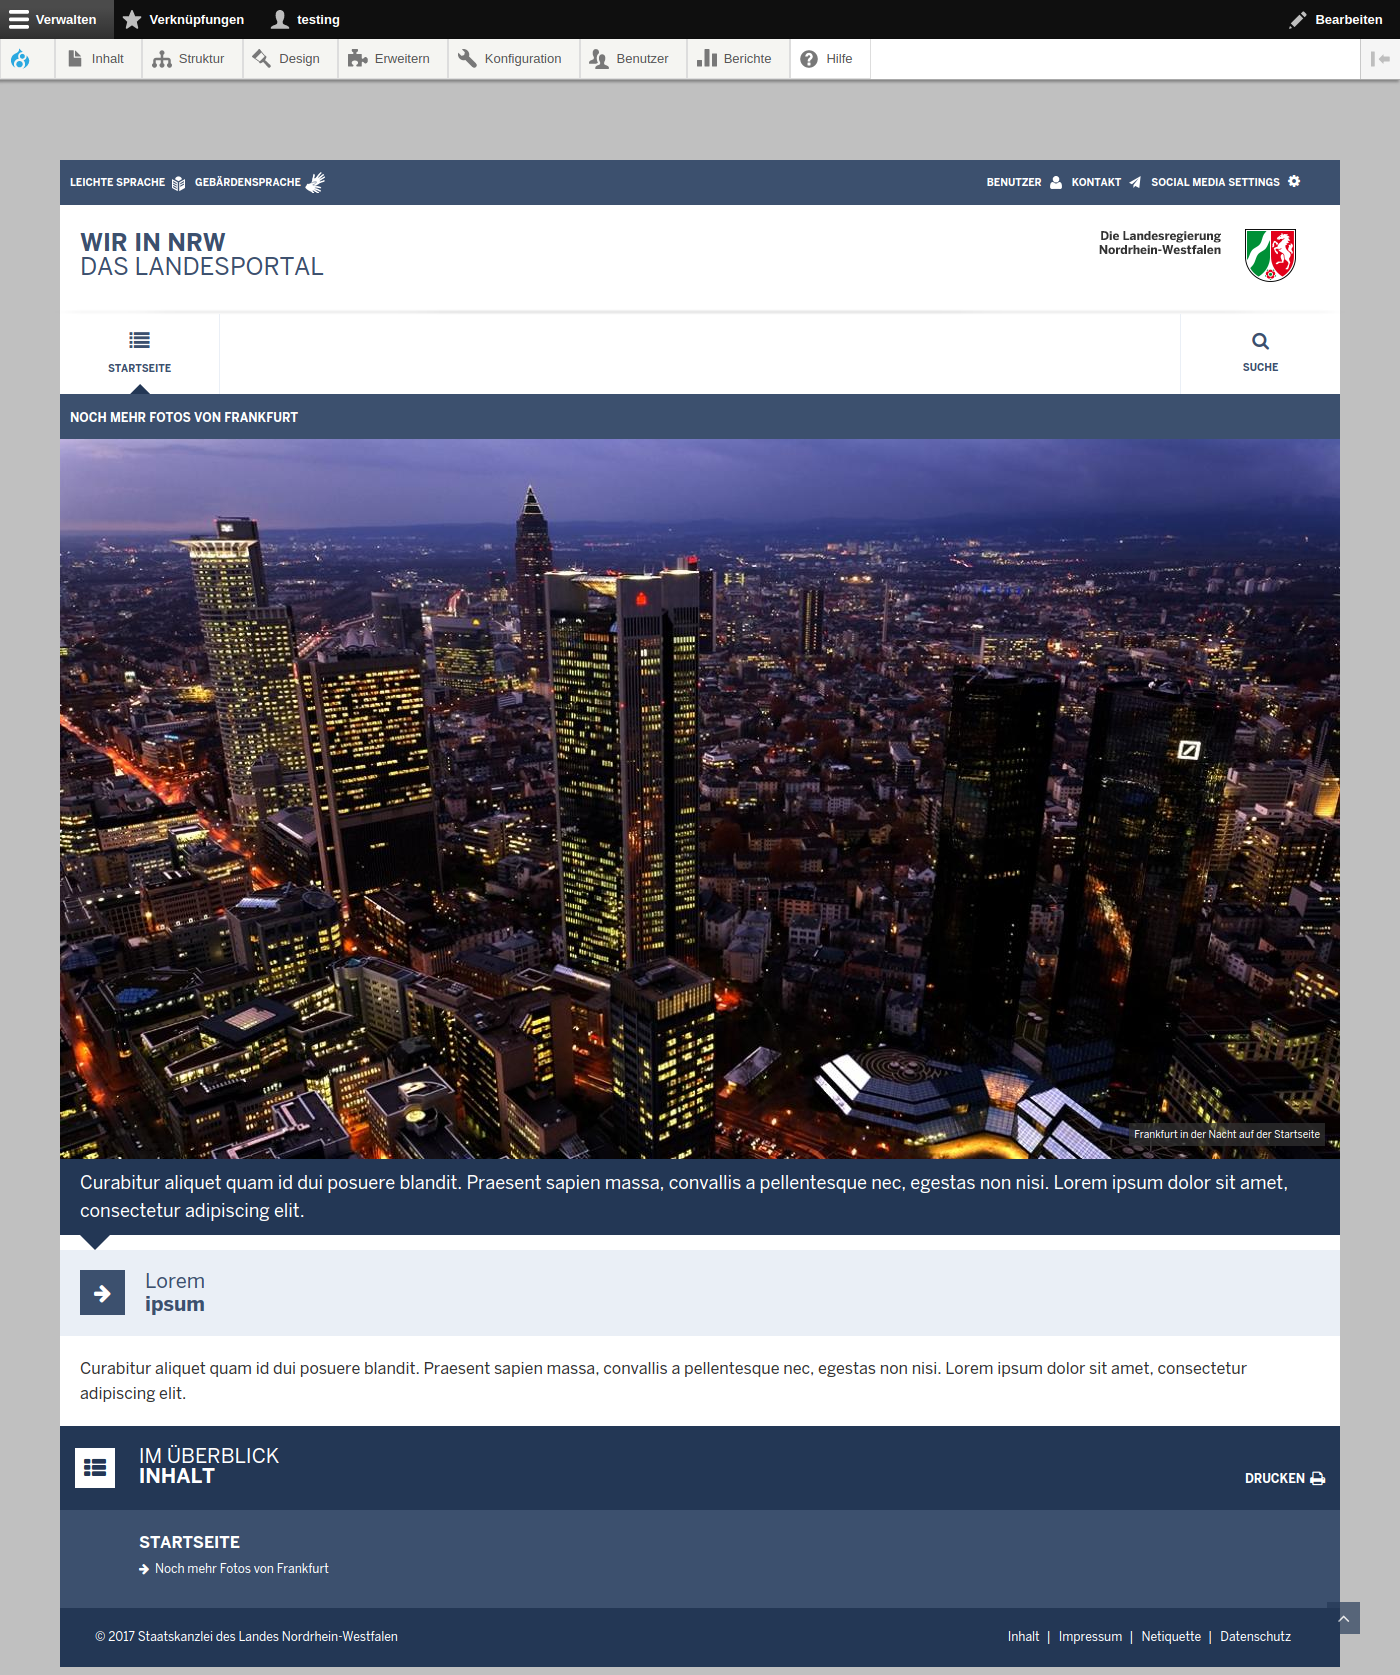 Verwalten Verknüpfungen testing Bearbeiten
Inhalt Struktur Design Erweitern Konfiguration Benutzer Berichte Hilfe
LEICHTE SPRACHE GEBÄRDENSPRACHE BENUTZER KONTAKT SOCIAL MEDIA SETTINGS
WIR IN NRW
DAS LANDESPORTAL
Die Landesregierung
Nordrhein-Westfalen
STARTSEITE
SUCHE
NOCH MEHR FOTOS VON FRANKFURT
Frankfurt in der Nacht auf der Startseite
Curabitur aliquet quam id dui posuere blandit. Praesent sapien massa, convallis a pellentesque nec, egestas non nisi. Lorem ipsum dolor sit amet,
consectetur adipiscing elit.
Lorem
ipsum
Curabitur aliquet quam id dui posuere blandit. Praesent sapien massa, convallis a pellentesque nec, egestas non nisi. Lorem ipsum dolor sit amet, consectetur
adipiscing elit.
IM ÜBERBLICK
INHALT
DRUCKEN
STARTSEITE
Noch mehr Fotos von Frankfurt
© 2017 Staatskanzlei des Landes Nordrhein-Westfalen
Inhalt | Impressum | Netiquette | Datenschutz